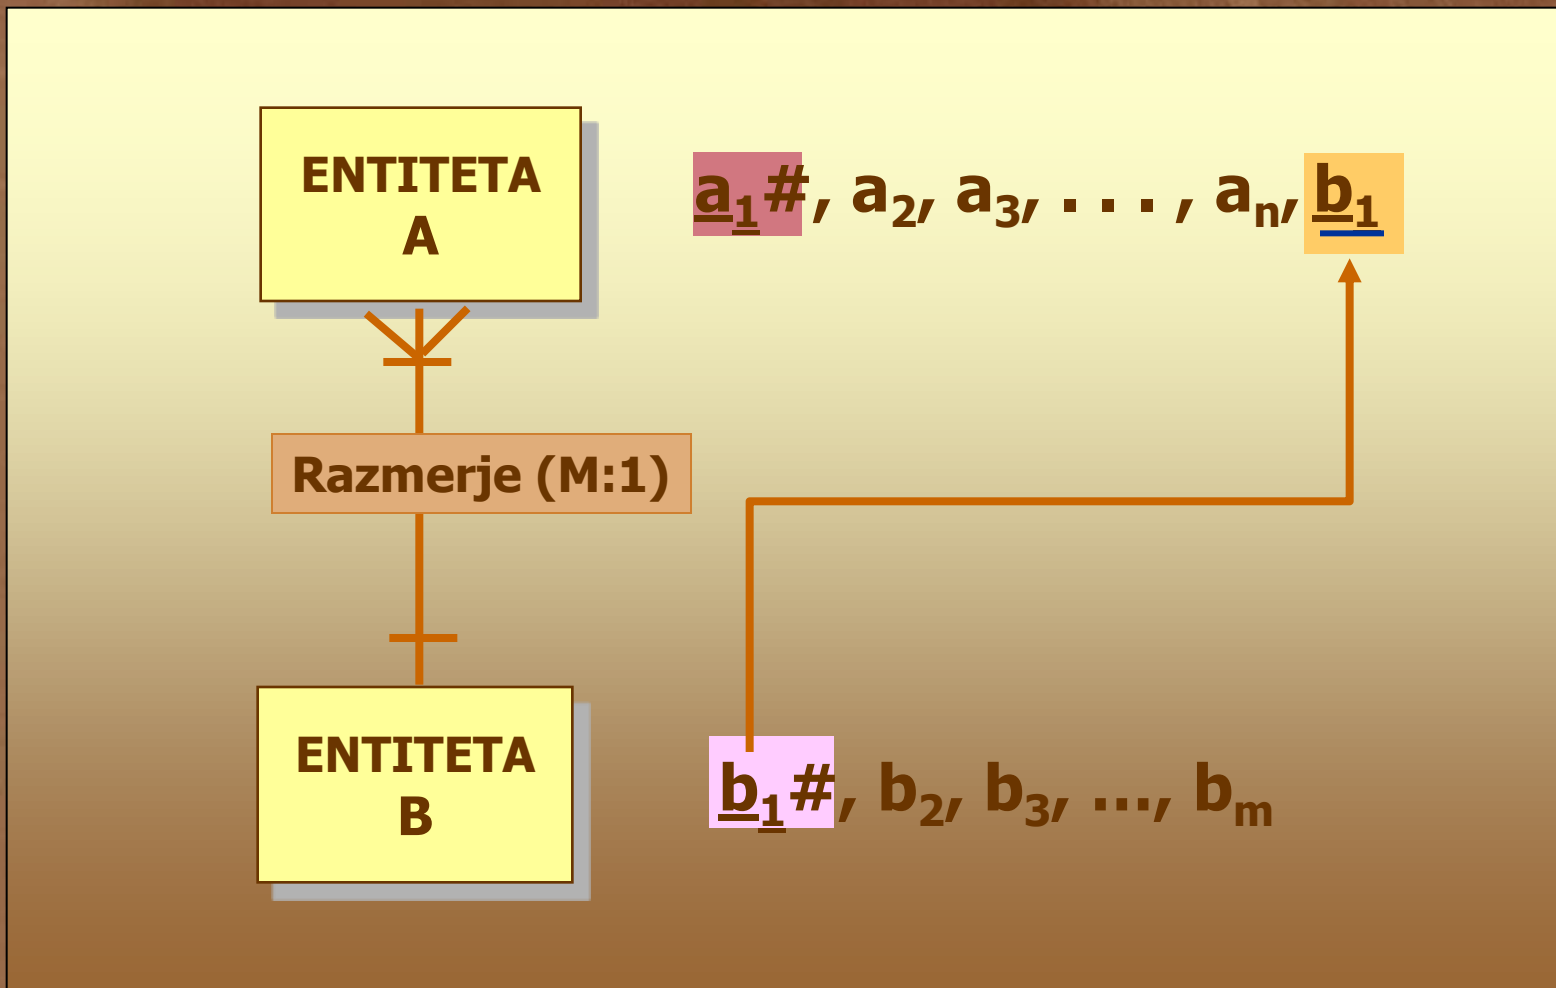 ENTITETA
A
a₁#, a₂, a₃, . . . , aₙ, b₁
Razmerje (M:1)
ENTITETA
B
b₁#, b₂, b₃, ..., bₘ